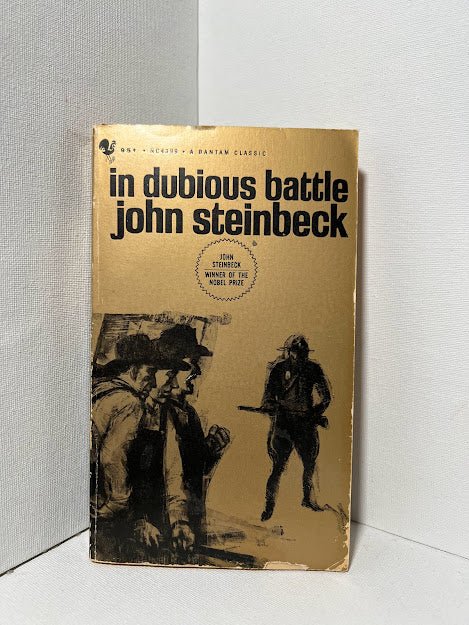 95¢ • NC4399 • A BANTAM CLASSIC
in dubious battle
john steinbeck
JOHN
STEINBECK
WINNER OF THE
NOBEL PRIZE